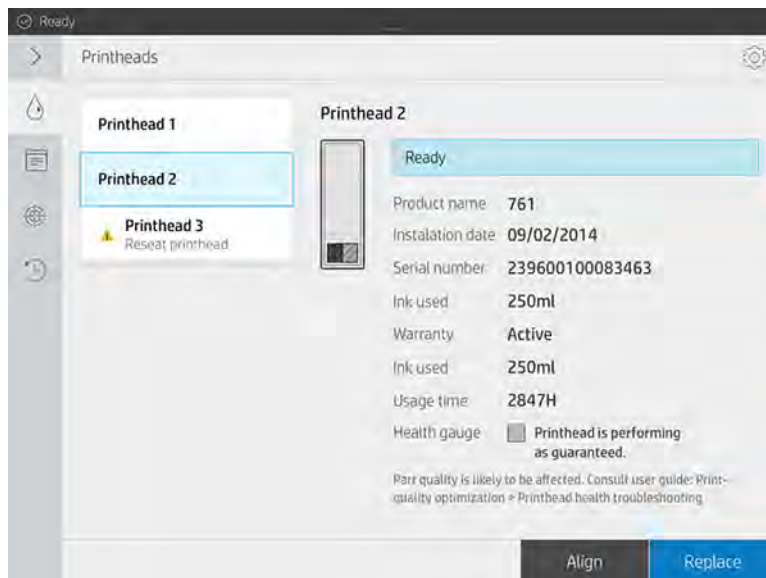 Ready
Printheads
Printhead 1
Printhead 2
Printhead 3
Reseat printhead
Printhead 2
Ready
Product name 761
Instalation date 09/02/2014
Serial number 239600100083463
Ink used 250ml
Warranty Active
Ink used 250ml
Usage time 2847H
Health gauge Printhead is performing
as guaranteed.
Parr quality is likely to be affected. Consult user guide: Print-
quality optimization > Printhead health troubleshooting
Align Replace